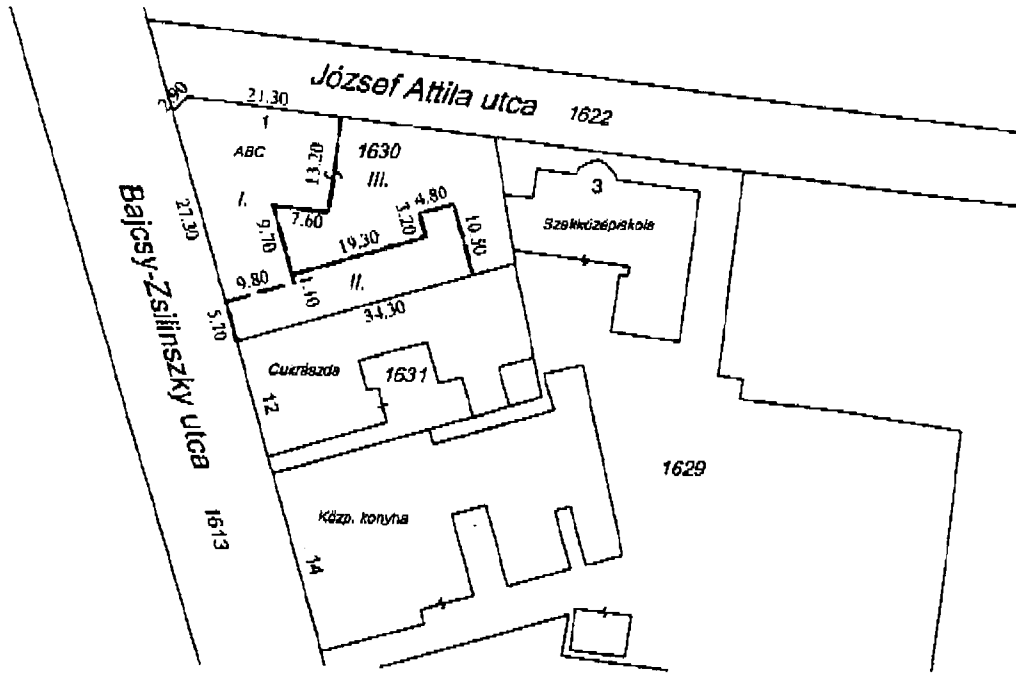 József Attila utca 1622
2.90
21.30
1
ABC
13.20
1630
III.
I.
7.60
4.80
3.20
10.50
9.70
27.30
19.30
9.80
1.40
II.
5.70
34.30
3
Szakközépiskola
Bajcsy-Zsilinszky utca 1613
Cukrászda
1631
12
1629
Közp. konyha
14